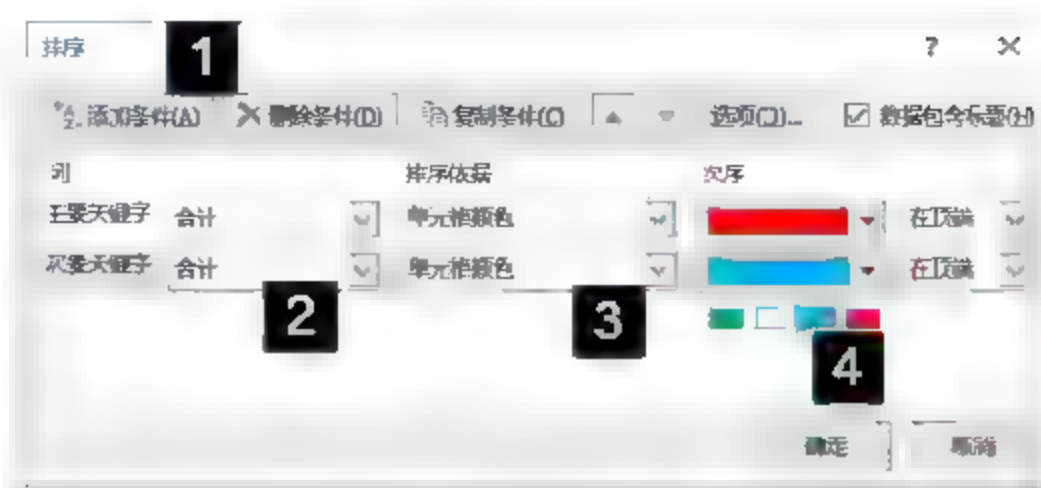 排序 1 ?
添加条件(A) 删除条件(D) 复制条件(C) 选项(O)... 数据包含标题(H)
列 排序依据 次序
主要关键字 合计 单元格颜色 在顶端
次要关键字 合计 单元格颜色 在顶端
2 3
4
确定 取消